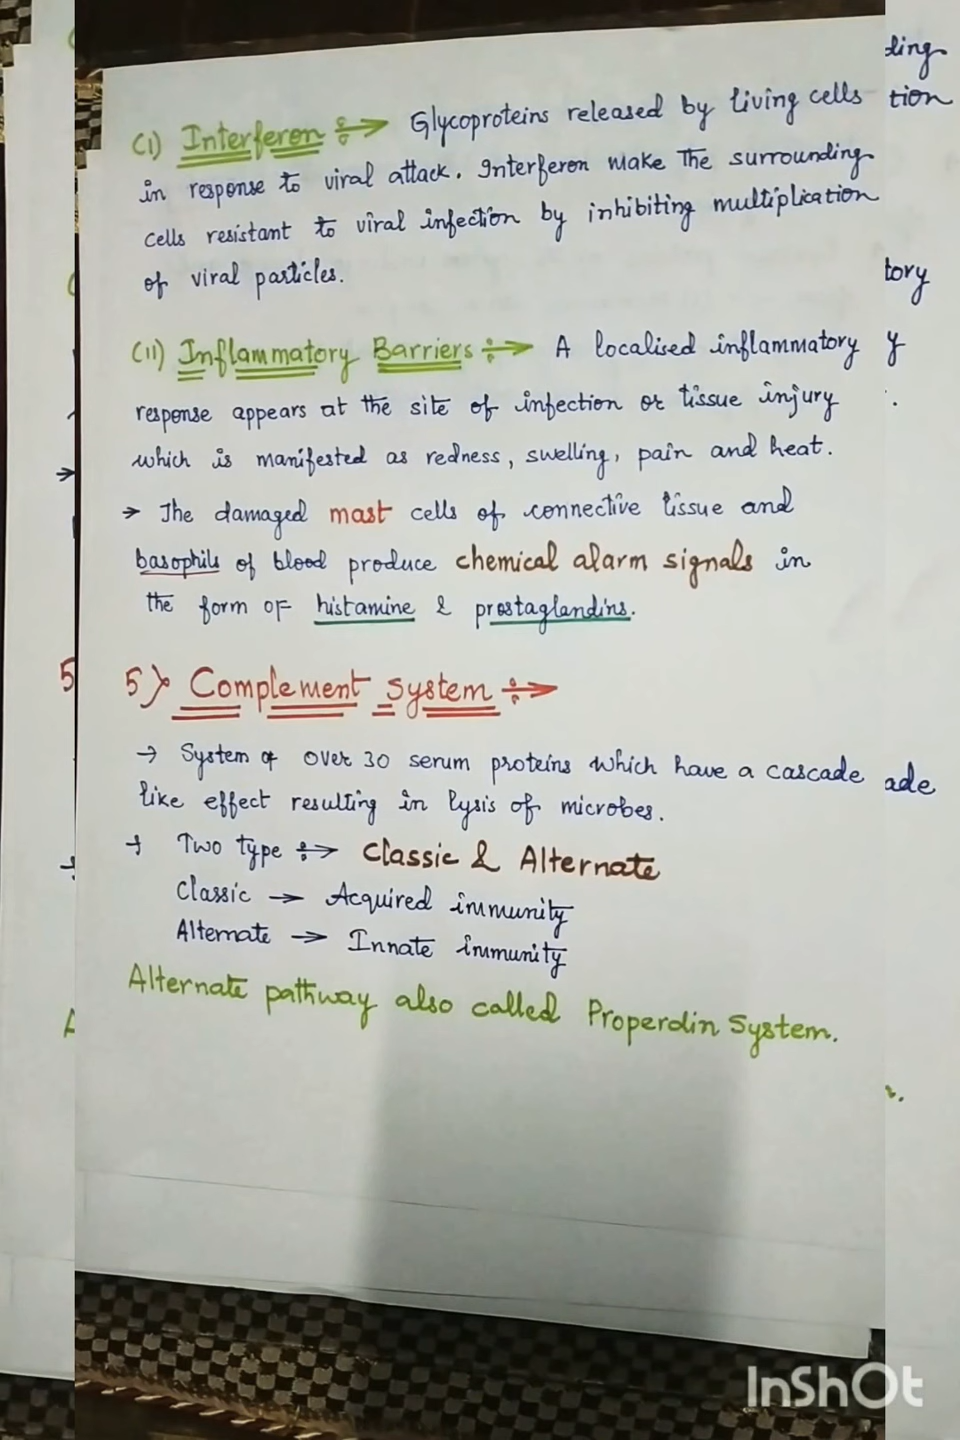 (I) Interferon ÷→ Glycoproteins released by living cells
in response to viral attack. Interferon make the surrounding
cells resistant to viral infection by inhibiting multiplication
of viral particles.
(II) Inflammatory Barriers ÷→ A localised inflammatory
response appears at the site of infection or tissue injury
which is manifested as redness, swelling, pain and heat.
→ The damaged mast cells of connective tissue and
basophils of blood produce chemical alarm signals in
the form of histamine & prostaglandins.
5) Complement system ÷→
→ System of over 30 serum proteins which have a cascade
like effect resulting in lysis of microbes.
→ Two type ÷→ Classic & Alternate
Classic → Acquired immunity
Alternate → Innate immunity
Alternate pathway also called Properdin System.
ding
tion
tory
y
ade
5
A
InShOt